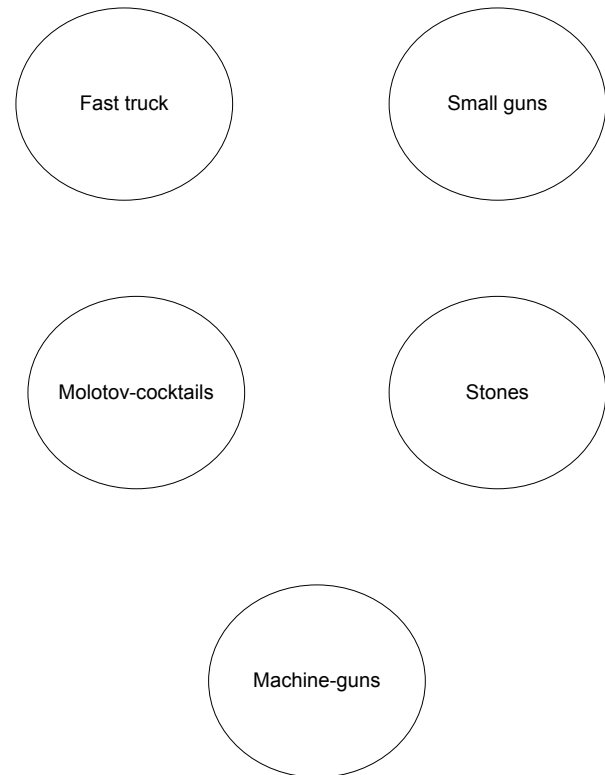 Fast truck
Small guns
Molotov-cocktails
Stones
Machine-guns